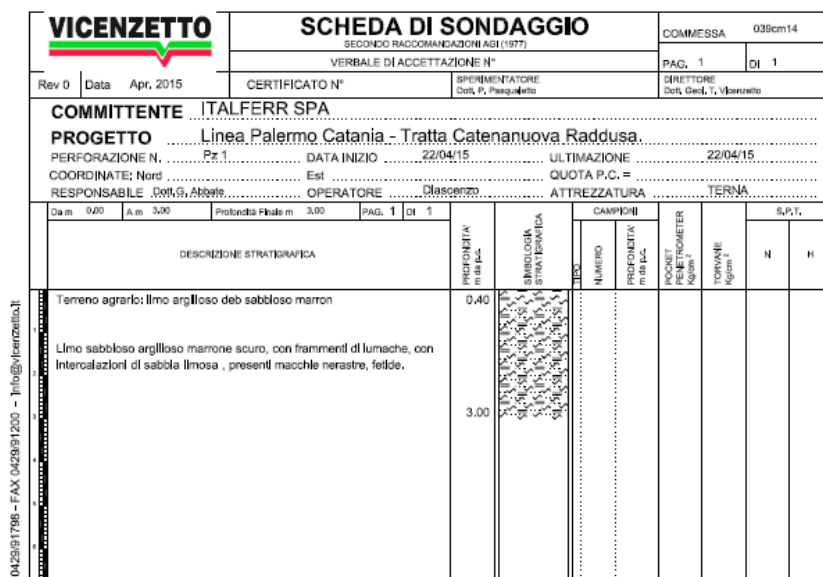 VICENZETTO
SCHEDA DI SONDAGGIO
SECONDO RACCOMANDAZIONI AGI (1977)
COMMESSA 039cm14
VERBALE DI ACCETTAZIONE N°
PAG. 1 DI 1
Rev 0 Data Apr. 2015
CERTIFICATO N°
SPERIMENTATORE
Dott. P. Pasqualetto
DIRETTORE
Dott. Geol. T. Vicenzetto
COMMITTENTE ITALFERR SPA
PROGETTO Linea Palermo Catania - Tratta Catenanuova Raddusa.
PERFORAZIONE N. Pz 1 DATA INIZIO 22/04/15 ULTIMAZIONE 22/04/15
COORDINATE: Nord Est QUOTA P.C. =
RESPONSABILE Dott.G. Abbate OPERATORE Diascenzo ATTREZZATURA TERNA
Da m 0.00 A m 3.00 Profondità Finale m 3.00 PAG. 1 DI 1
DESCRIZIONE STRATIGRAFICA
PROFONDITA'
m da p.c.
SIMBOLOGIA
STRATIGRAFICA
CAMPIONI
TIPO
NUMERO
PROFONDITA'
m da p.c.
POCKET
PENETROMETER
Kg/cm²
TORVANE
Kg/cm²
S.P.T.
N
H
Terreno agrario: limo argilloso deb sabbioso marron
0.40
Limo sabbioso argilloso marrone scuro, con frammenti di lumache, con
intercalazioni di sabbia limosa , presenti macchie nerastre, fetide.
3.00
1
2
3
4
5
6
0429/91798 - FAX 0429/91200 - info@vicenzetto.it